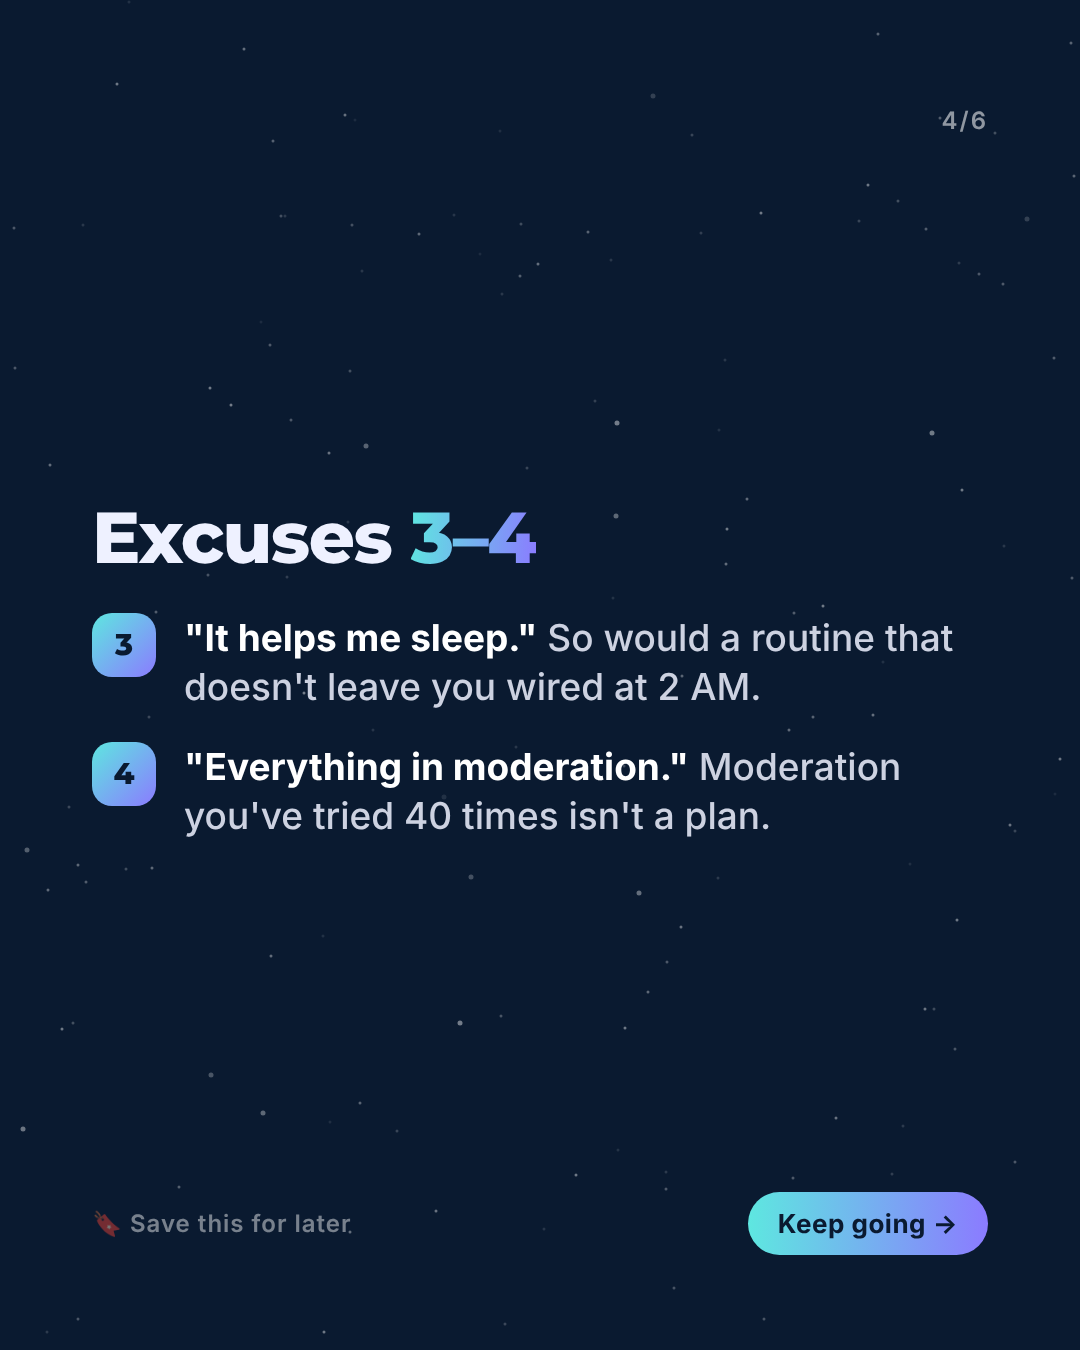 4/6
Excuses 3–4
3
"It helps me sleep." So would a routine that
doesn't leave you wired at 2 AM.
4
"Everything in moderation." Moderation
you've tried 40 times isn't a plan.
Save this for later.
Keep going →